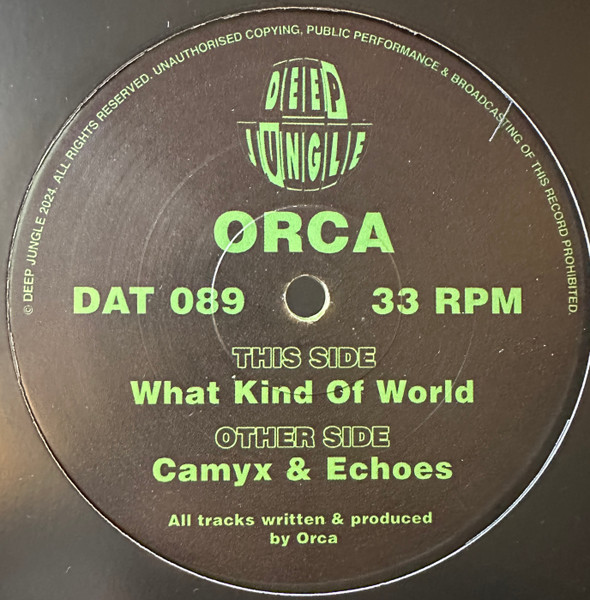 © DEEP JUNGLE 2024. ALL RIGHTS RESERVED. UNAUTHORISED COPYING, PUBLIC PERFORMANCE & BROADCASTING OF THIS RECORD PROHIBITED.
DEEP
JUNGLE
ORCA
DAT 089 33 RPM
THIS SIDE
What Kind Of World
OTHER SIDE
Camyx & Echoes
All tracks written & produced
by Orca